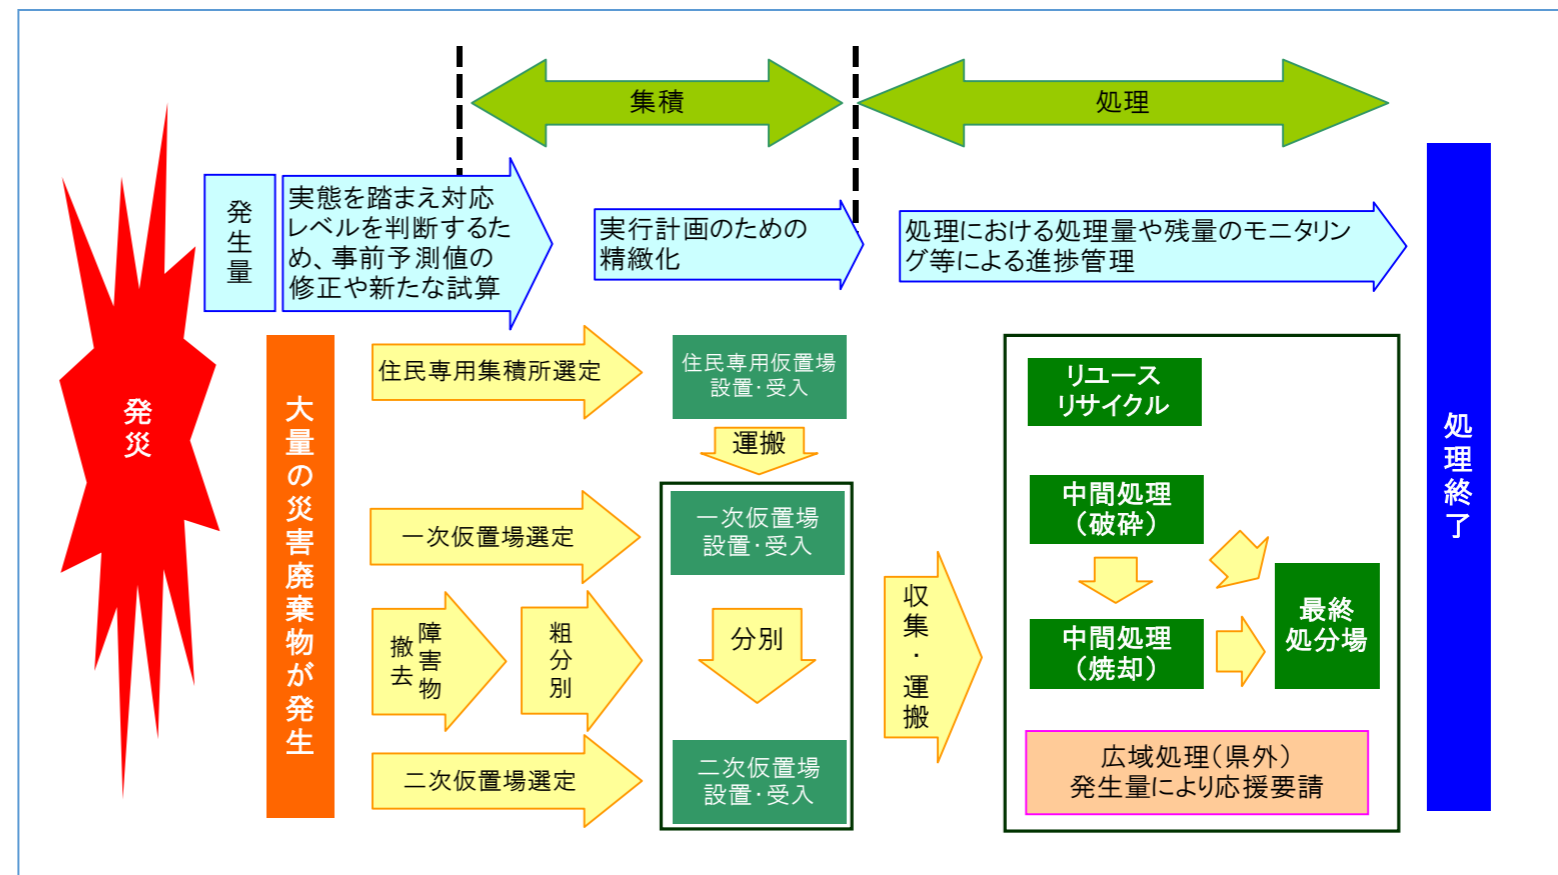 集積
処理
発災
発生量
実態を踏まえ対応
レベルを判断するた
め、事前予測値の
修正や新たな試算
実行計画のための
精緻化
処理における処理量や残量のモニタリン
グ等による進捗管理
大量の災害廃棄物が発生
住民専用集積所選定
住民専用仮置場
設置・受入
運搬
一次仮置場選定
一次仮置場
設置・受入
障害物
撤去
粗分別
分別
二次仮置場選定
二次仮置場
設置・受入
収集・運搬
リユース
リサイクル
中間処理
（破砕）
中間処理
（焼却）
最終
処分場
広域処理（県外）
発生量により応援要請
処理終了